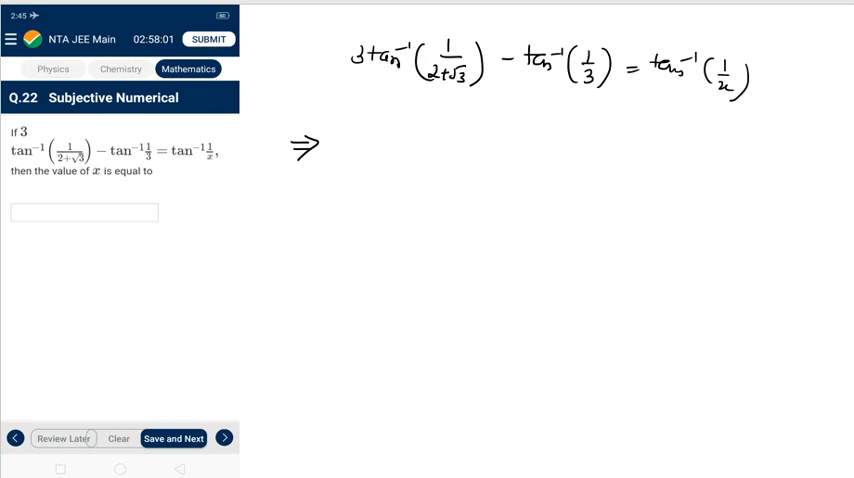 2:45
NTA JEE Main 02:58:01 SUBMIT
Physics Chemistry Mathematics
Q.22 Subjective Numerical
If 3
tan⁻¹(1/(2+√3)) − tan⁻¹ 1/3 = tan⁻¹ 1/x,
then the value of x is equal to
Review Later Clear Save and Next
3tan⁻¹(1/(2+√3)) − tan⁻¹(1/3) = tan⁻¹(1/x)
⇒